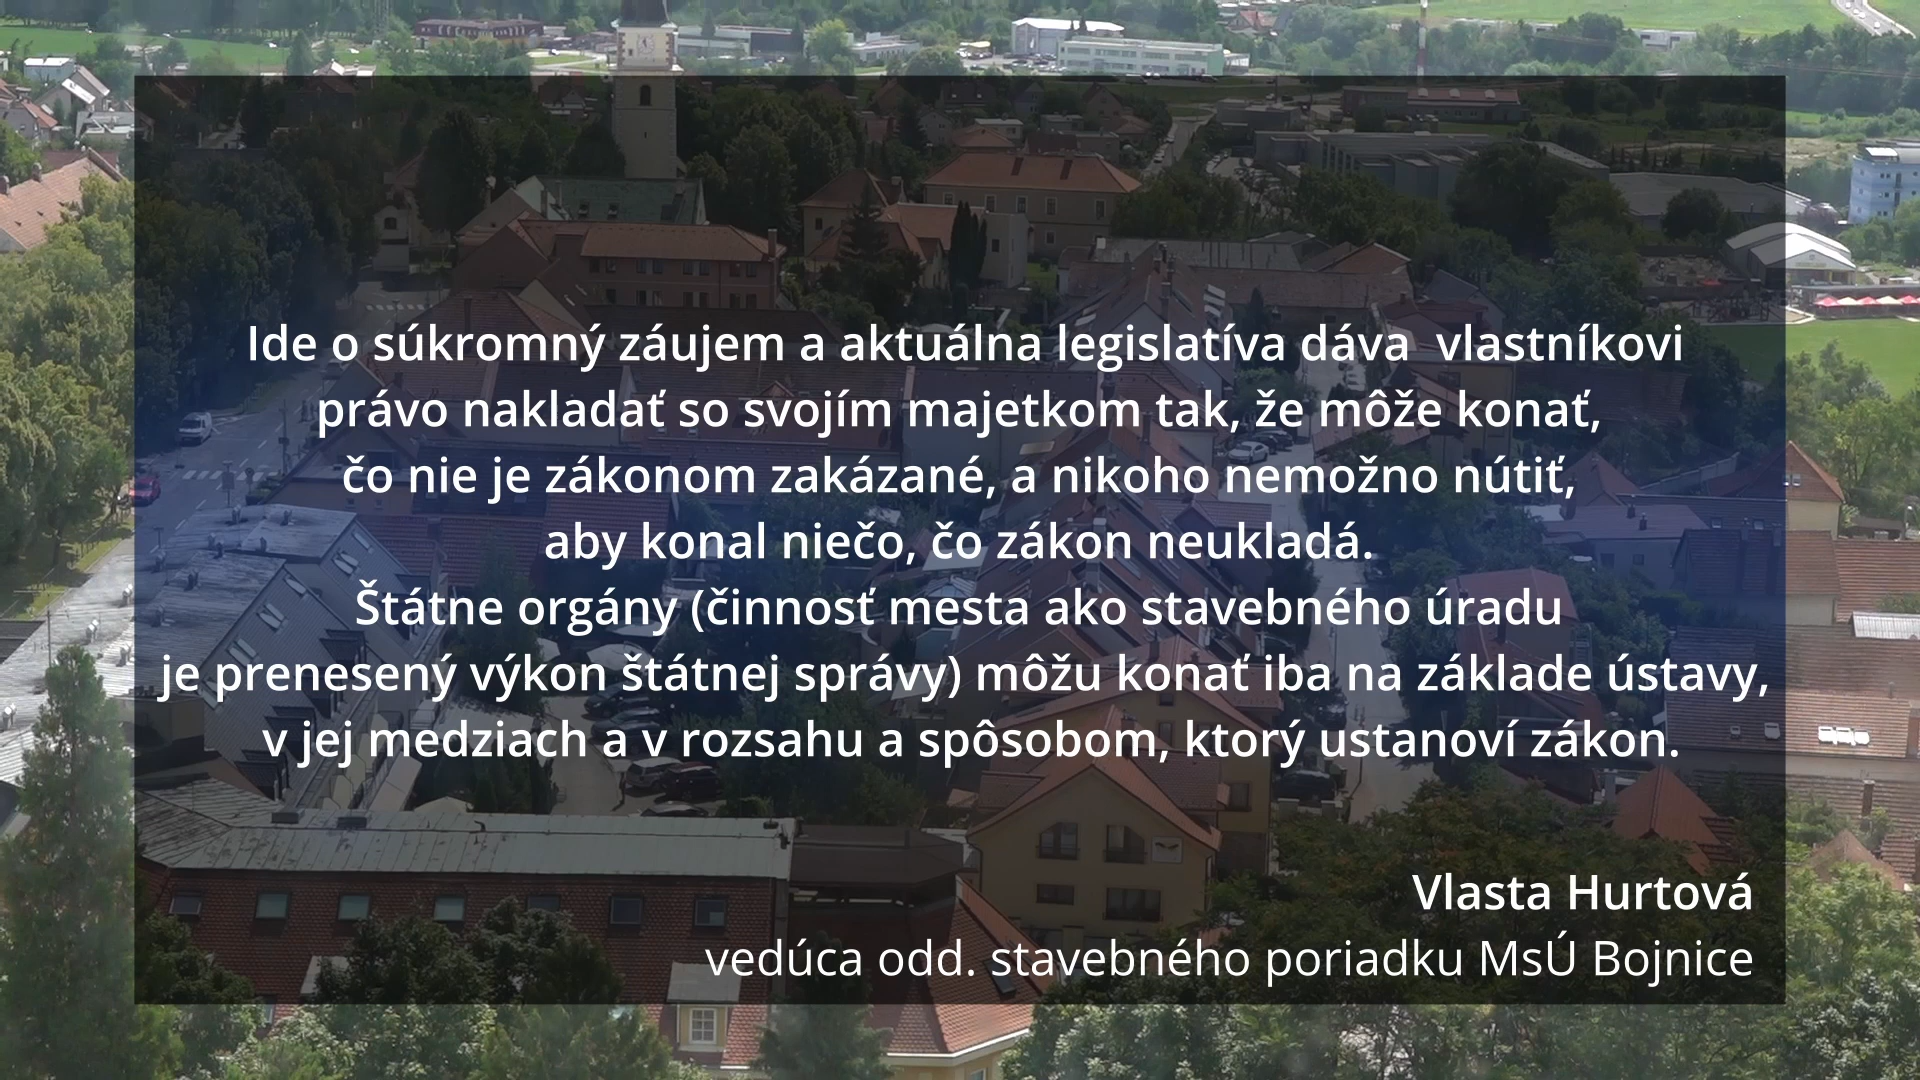 Ide o súkromný záujem a aktuálna legislatíva dáva  vlastníkovi
právo nakladať so svojím majetkom tak, že môže konať,
čo nie je zákonom zakázané, a nikoho nemožno nútiť,
aby konal niečo, čo zákon neukladá.
Štátne orgány (činnosť mesta ako stavebného úradu
je prenesený výkon štátnej správy) môžu konať iba na základe ústavy,
v jej medziach a v rozsahu a spôsobom, ktorý ustanoví zákon.
Vlasta Hurtová
vedúca odd. stavebného poriadku MsÚ Bojnice